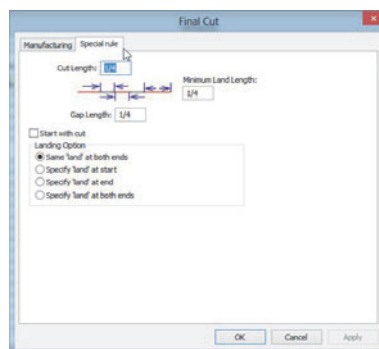 Final Cut
Manufacturing Special rule
Cut Length: 1/4
Minimum Land Length:
1/4
Gap Length: 1/4
Start with cut
Landing Option
Same 'land' at both ends
Specify 'land' at start
Specify 'land' at end
Specify 'land' at both ends
OK Cancel Apply